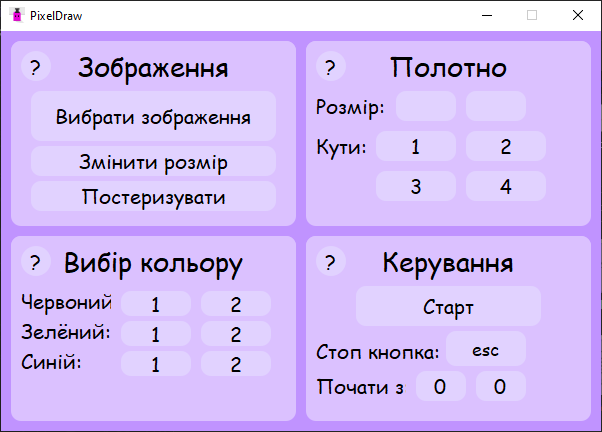 PixelDraw
? Зображення
Вибрати зображення
Змінити розмір
Постеризувати
? Полотно
Розмір:
Кути: 1 2
3 4
? Вибір кольору
Червоний 1 2
Зелёний: 1 2
Синій: 1 2
? Керування
Старт
Стоп кнопка: esc
Почати з 0 0